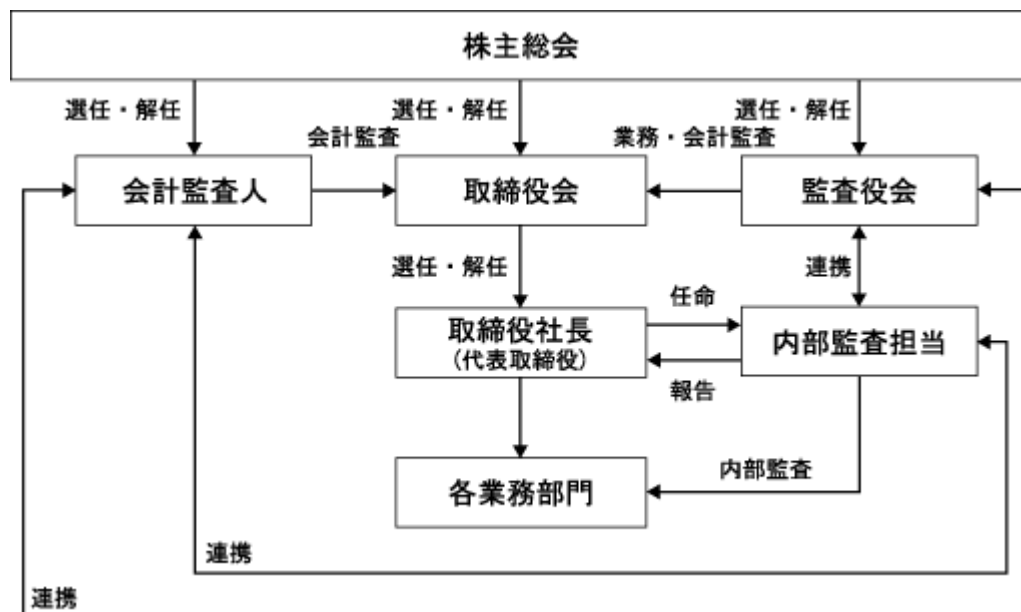 株主総会
選任・解任
選任・解任
選任・解任
会計監査
業務・会計監査
会計監査人
取締役会
監査役会
選任・解任
連携
任命
取締役社長
(代表取締役)
内部監査担当
報告
各業務部門
内部監査
連携
連携